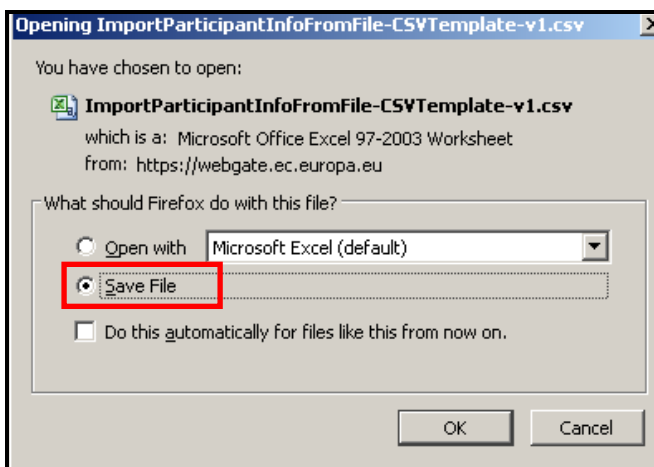 Opening ImportParticipantInfoFromFile-CSVTemplate-v1.csv
You have chosen to open:
ImportParticipantInfoFromFile-CSVTemplate-v1.csv
which is a: Microsoft Office Excel 97-2003 Worksheet
from: https://webgate.ec.europa.eu
What should Firefox do with this file?
Open with Microsoft Excel (default)
Save File
Do this automatically for files like this from now on.
OK Cancel